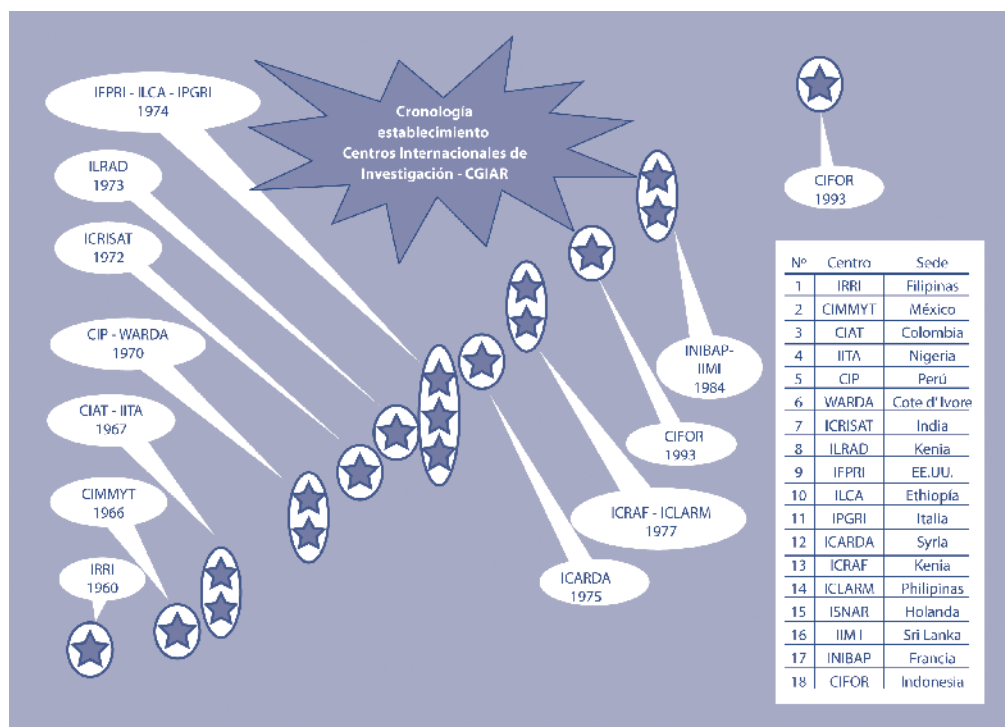 Cronología
establecimiento
Centros Internacionales de
Investigación - CGIAR
IFPRI - ILCA - IPGRI
1974
ILRAD
1973
ICRISAT
1972
CIP - WARDA
1970
CIAT - IITA
1967
CIMMYT
1966
IRRI
1960
CIFOR
1993
INIBAP-
IIMI
1984
CIFOR
1993
ICRAF - ICLARM
1977
ICARDA
1975
Nº Centro Sede
1 IRRI Filipinas
2 CIMMYT México
3 CIAT Colombia
4 IITA Nigeria
5 CIP Perú
6 WARDA Cote d' Ivore
7 ICRISAT India
8 ILRAD Kenia
9 IFPRI EE.UU.
10 ILCA Ethiopía
11 IPGRI Italia
12 ICARDA Syria
13 ICRAF Kenia
14 ICLARM Philipinas
15 ISNAR Holanda
16 IIM I Sri Lanka
17 INIBAP Francia
18 CIFOR Indonesia